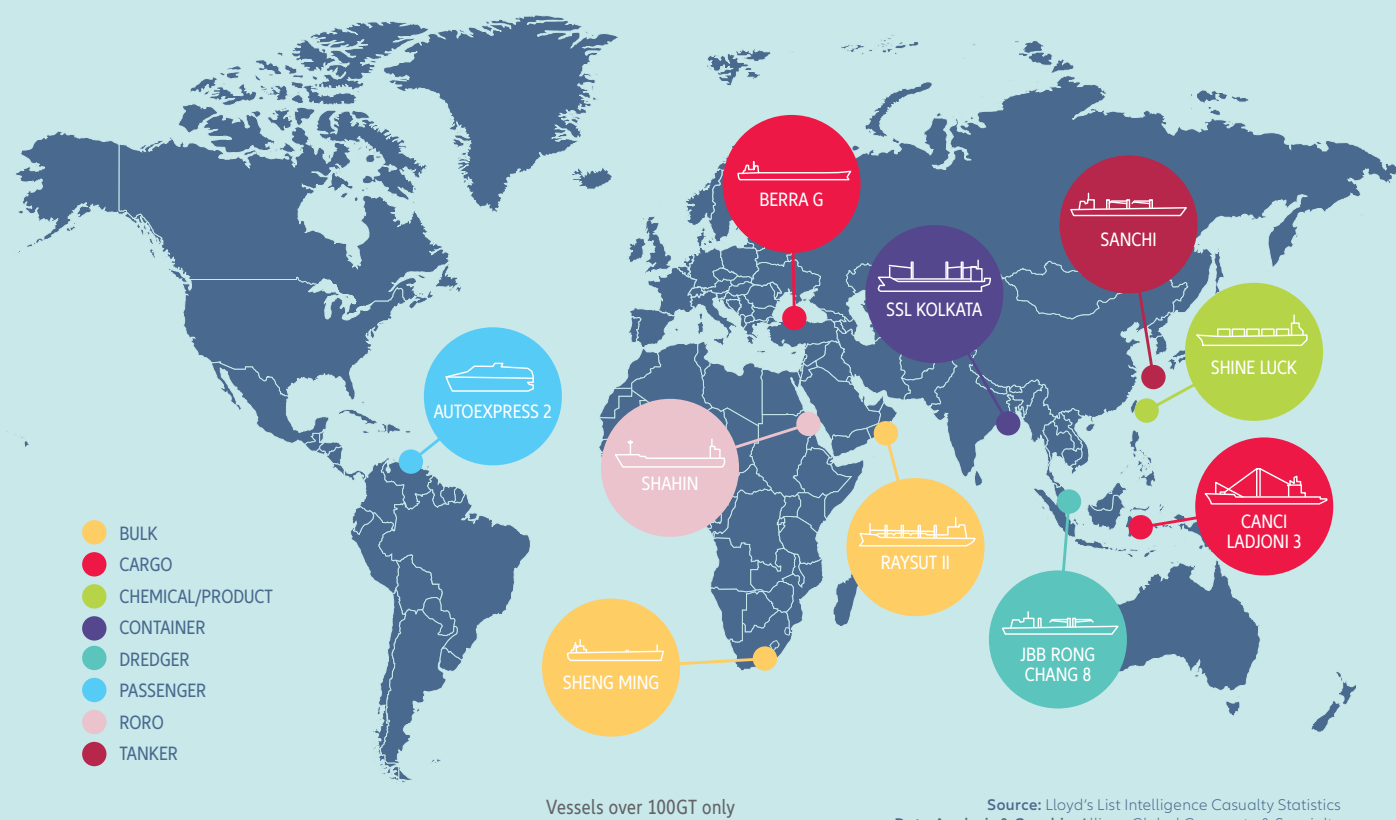 BERRA G
SANCHI
SSL KOLKATA
SHINE LUCK
AUTOEXPRESS 2
SHAHIN
CANCI
LADJONI 3
RAYSUT II
JBB RONG
CHANG 8
SHENG MING
BULK
CARGO
CHEMICAL/PRODUCT
CONTAINER
DREDGER
PASSENGER
RORO
TANKER
Vessels over 100GT only
Source: Lloyd's List Intelligence Casualty Statistics